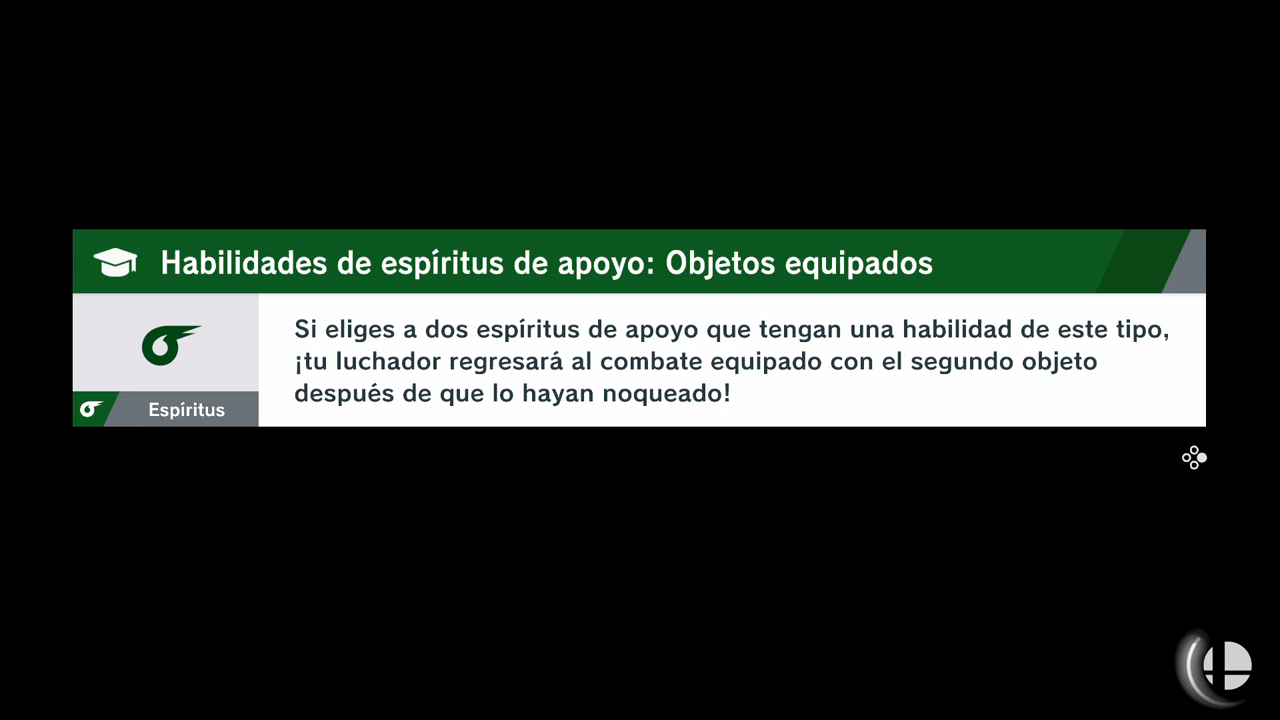 Habilidades de espíritus de apoyo: Objetos equipados
Si eliges a dos espíritus de apoyo que tengan una habilidad de este tipo,
¡tu luchador regresará al combate equipado con el segundo objeto
después de que lo hayan noqueado!
Espíritus